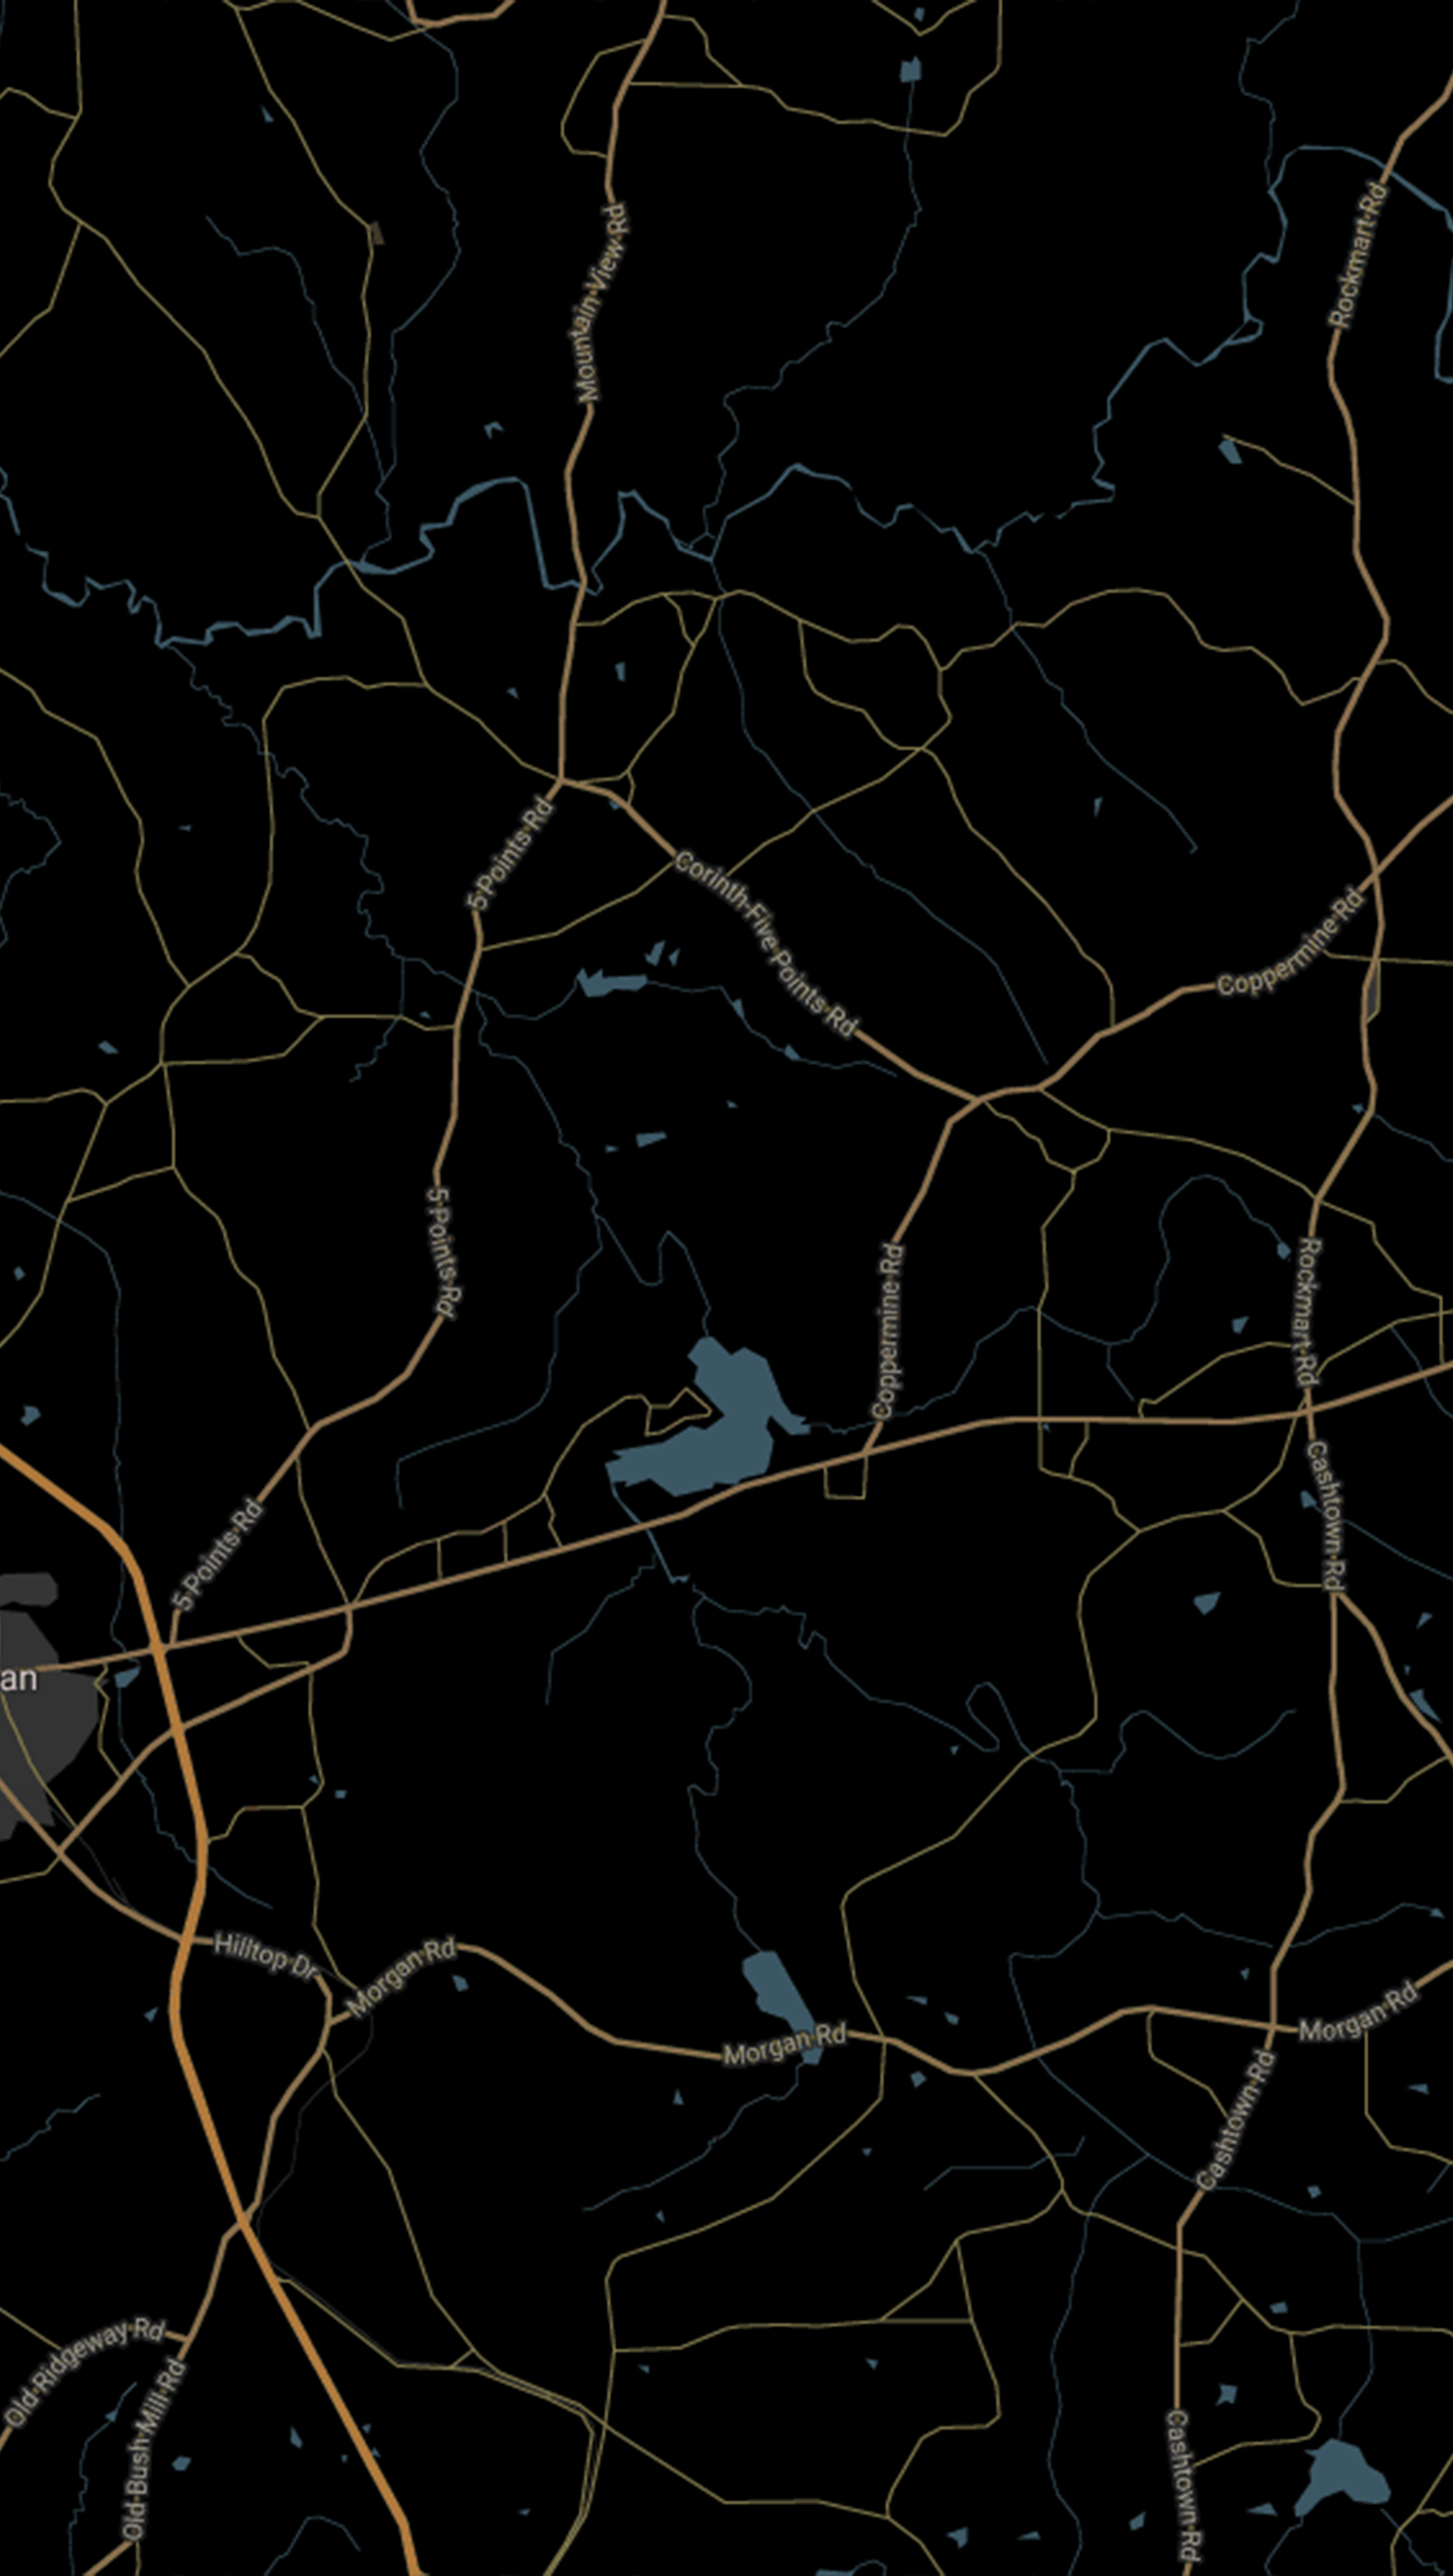 Mountain View Rd
Rockmart Rd
5 Points Rd
Corinth Five Points Rd
Coppermine Rd
5 Points Rd
Coppermine Rd
Rockmart Rd
Cashtown Rd
5 Points Rd
an
Hilltop Dr
Morgan Rd
Morgan Rd
Morgan Rd
Cashtown Rd
Old Ridgeway Rd
Old Bush Mill Rd
Cashtown Rd